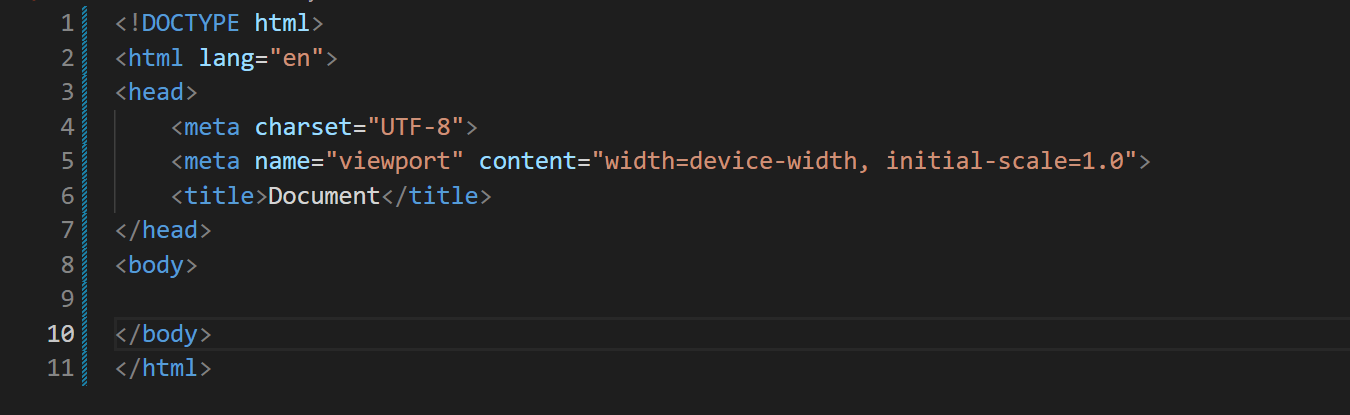 1 <!DOCTYPE html>
2 <html lang="en">
3 <head>
4     <meta charset="UTF-8">
5     <meta name="viewport" content="width=device-width, initial-scale=1.0">
6     <title>Document</title>
7 </head>
8 <body>
9
10 </body>
11 </html>